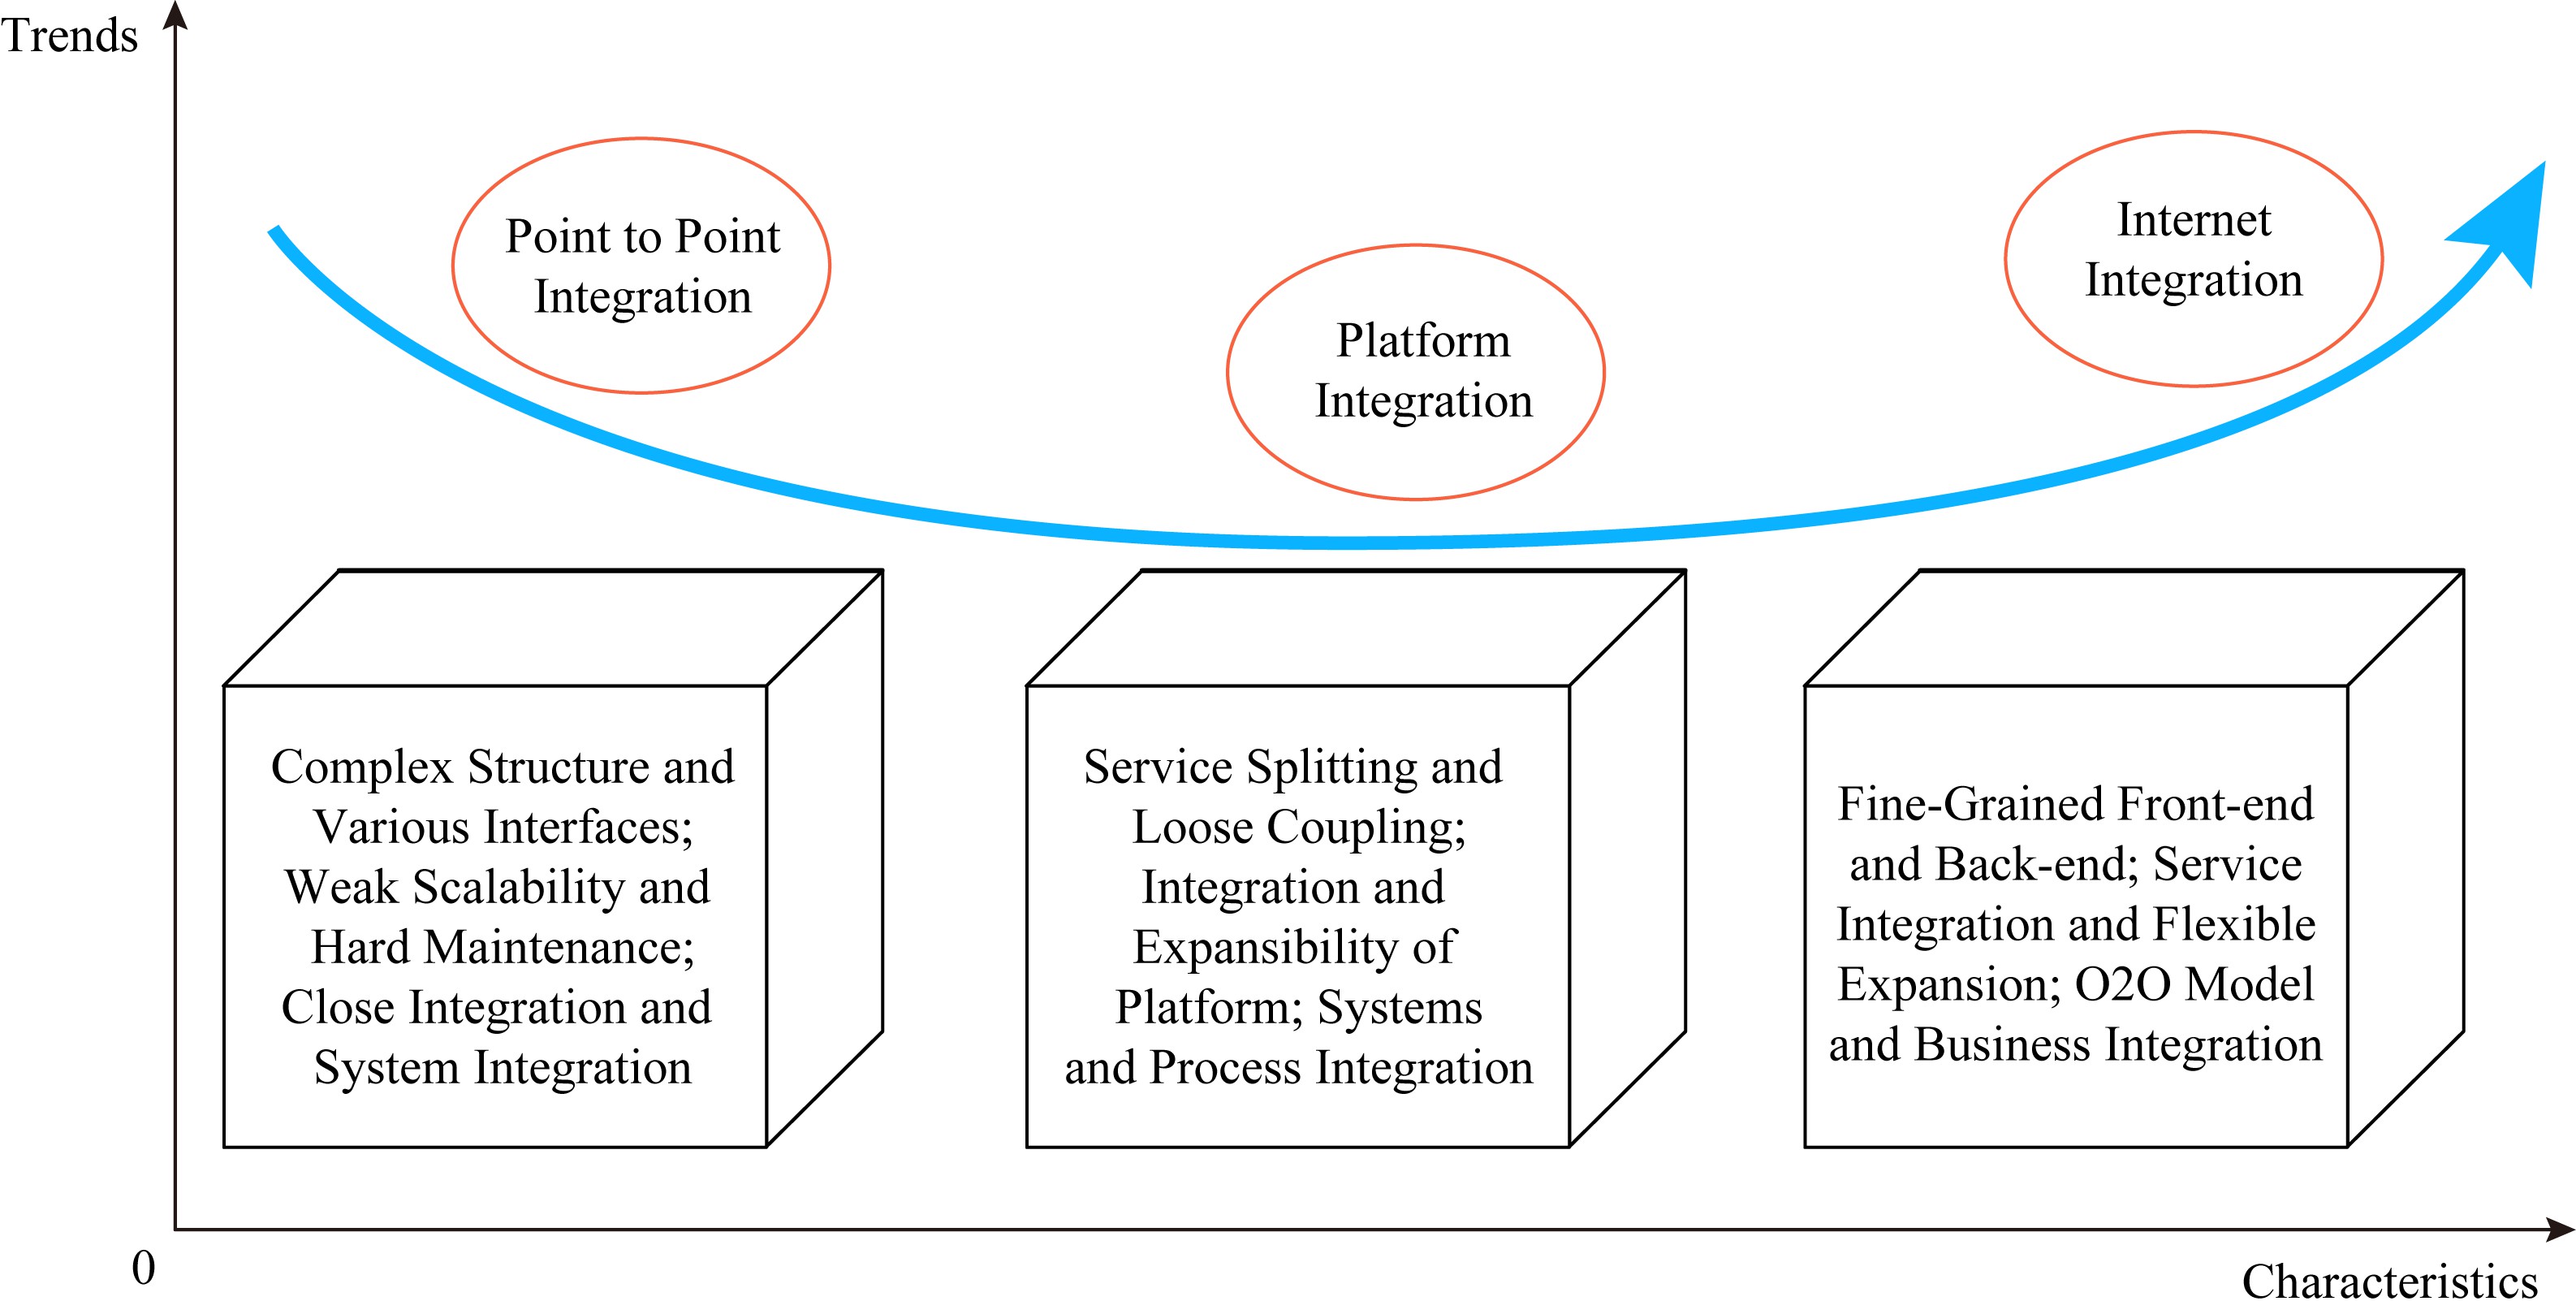 Trends
Point to Point
Integration
Platform
Integration
Internet
Integration
Complex Structure and
Various Interfaces;
Weak Scalability and
Hard Maintenance;
Close Integration and
System Integration
Service Splitting and
Loose Coupling;
Integration and
Expansibility of
Platform; Systems
and Process Integration
Fine-Grained Front-end
and Back-end; Service
Integration and Flexible
Expansion; O2O Model
and Business Integration
0
Characteristics